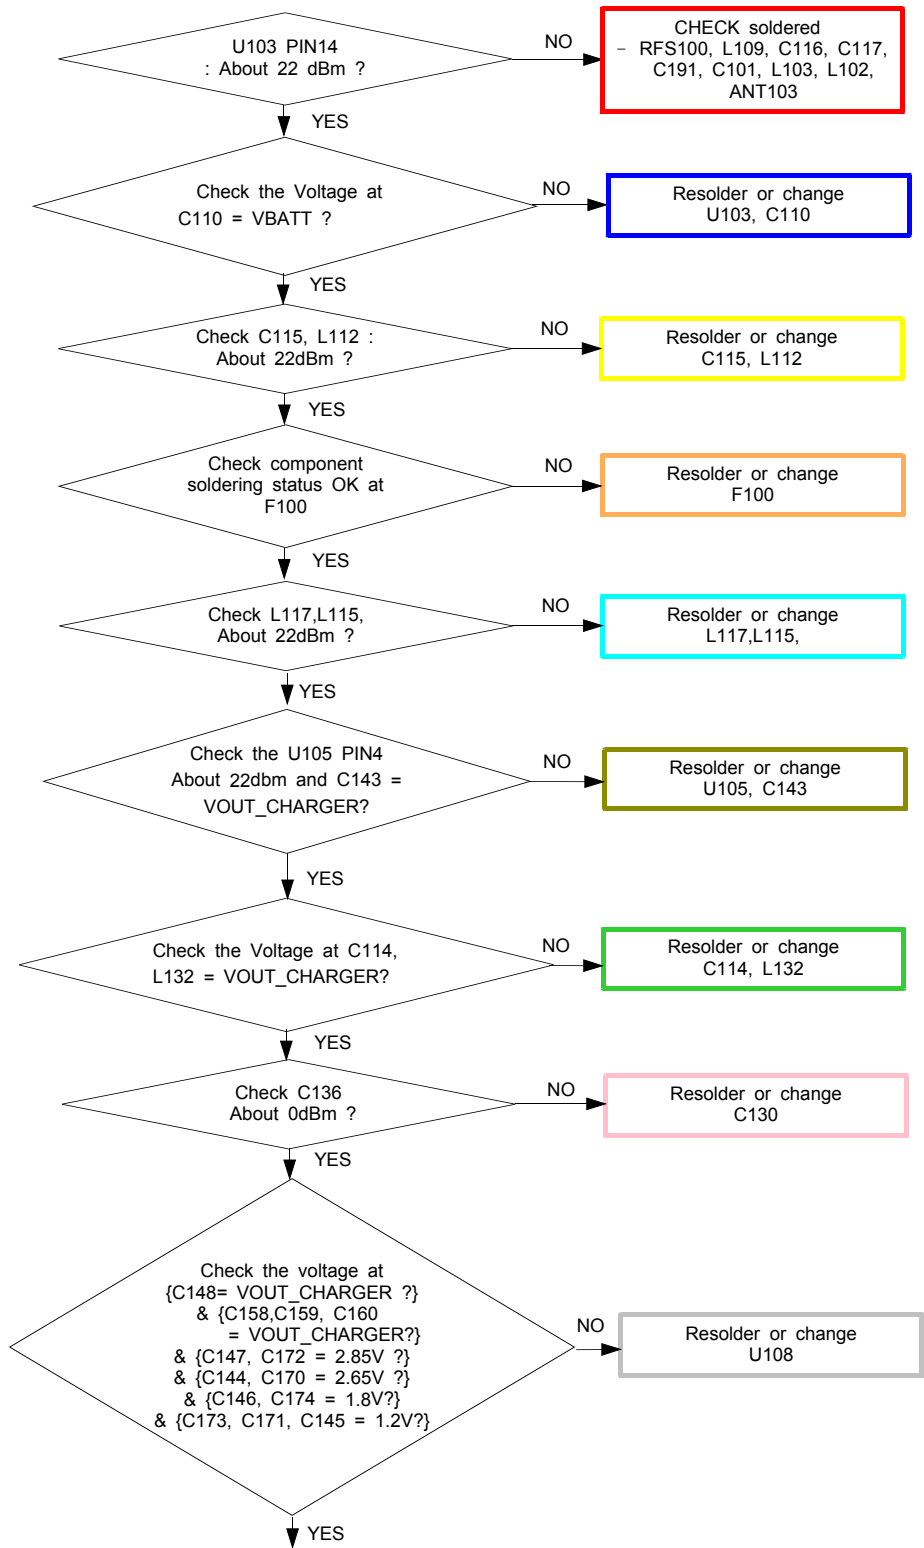 U103 PIN14
: About 22 dBm ?
NO
CHECK soldered
- RFS100, L109, C116, C117,
C191, C101, L103, L102,
ANT103
YES
Check the Voltage at
C110 = VBATT ?
NO
Resolder or change
U103, C110
YES
Check C115, L112 :
About 22dBm ?
NO
Resolder or change
C115, L112
YES
Check component
soldering status OK at
F100
NO
Resolder or change
F100
YES
Check L117,L115,
About 22dBm ?
NO
Resolder or change
L117,L115,
YES
Check the U105 PIN4
About 22dbm and C143 =
VOUT_CHARGER?
NO
Resolder or change
U105, C143
YES
Check the Voltage at C114,
L132 = VOUT_CHARGER?
NO
Resolder or change
C114, L132
YES
Check C136
About 0dBm ?
NO
Resolder or change
C130
YES
Check the voltage at
{C148= VOUT_CHARGER ?}
& {C158,C159, C160
= VOUT_CHARGER?}
& {C147, C172 = 2.85V ?}
& {C144, C170 = 2.65V ?}
& {C146, C174 = 1.8V?}
& {C173, C171, C145 = 1.2V?}
NO
Resolder or change
U108
YES